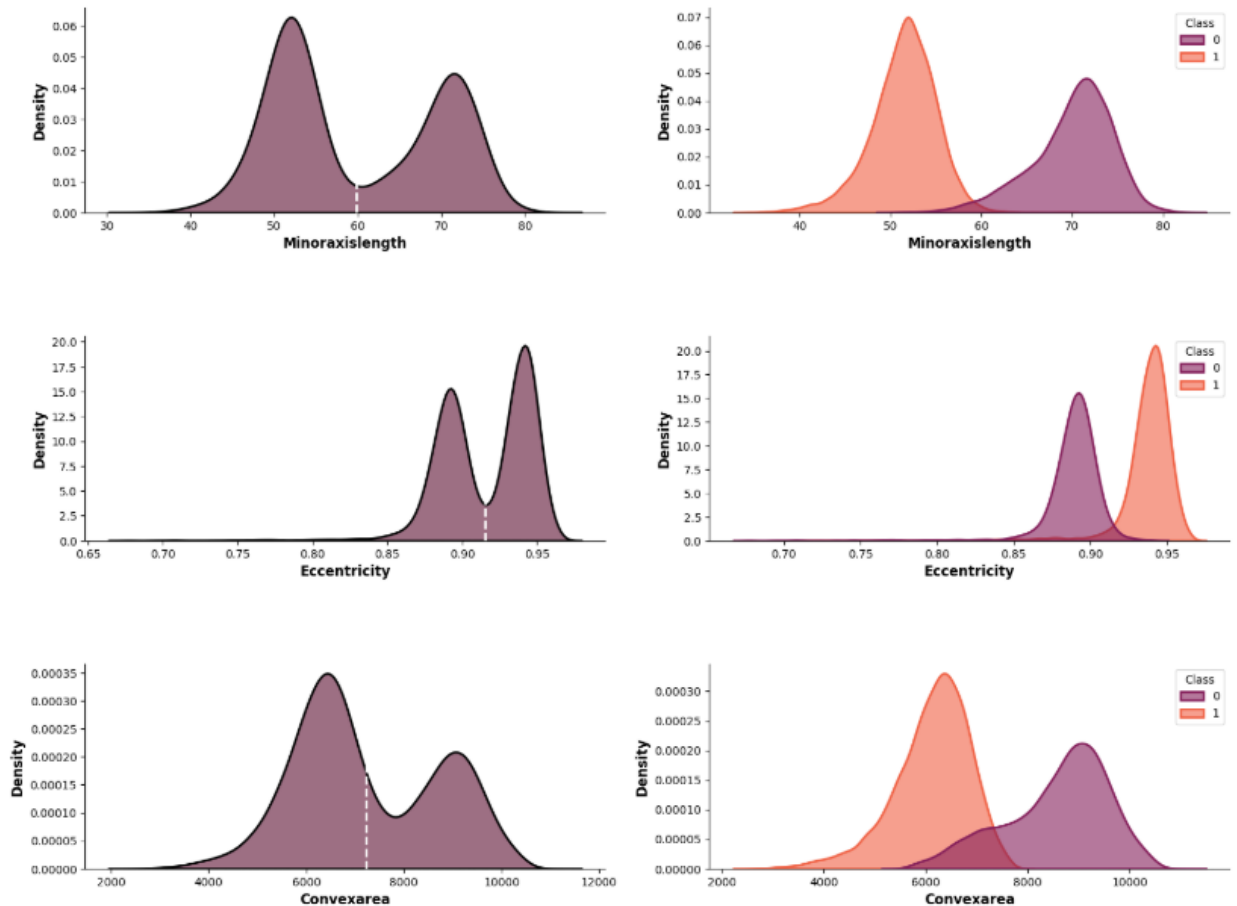 0.06
0.05
0.04
0.03
0.02
0.01
0.00
Density
30 40 50 60 70 80
Minoraxislength
0.07
0.06
0.05
0.04
0.03
0.02
0.01
0.00
Density
40 50 60 70 80
Minoraxislength
Class
0
1
20.0
17.5
15.0
12.5
10.0
7.5
5.0
2.5
0.0
Density
0.65 0.70 0.75 0.80 0.85 0.90 0.95
Eccentricity
20.0
17.5
15.0
12.5
10.0
7.5
5.0
2.5
0.0
Density
0.70 0.75 0.80 0.85 0.90 0.95
Eccentricity
Class
0
1
0.00035
0.00030
0.00025
0.00020
0.00015
0.00010
0.00005
0.00000
Density
2000 4000 6000 8000 10000 12000
Convexarea
0.00030
0.00025
0.00020
0.00015
0.00010
0.00005
0.00000
Density
2000 4000 6000 8000 10000
Convexarea
Class
0
1